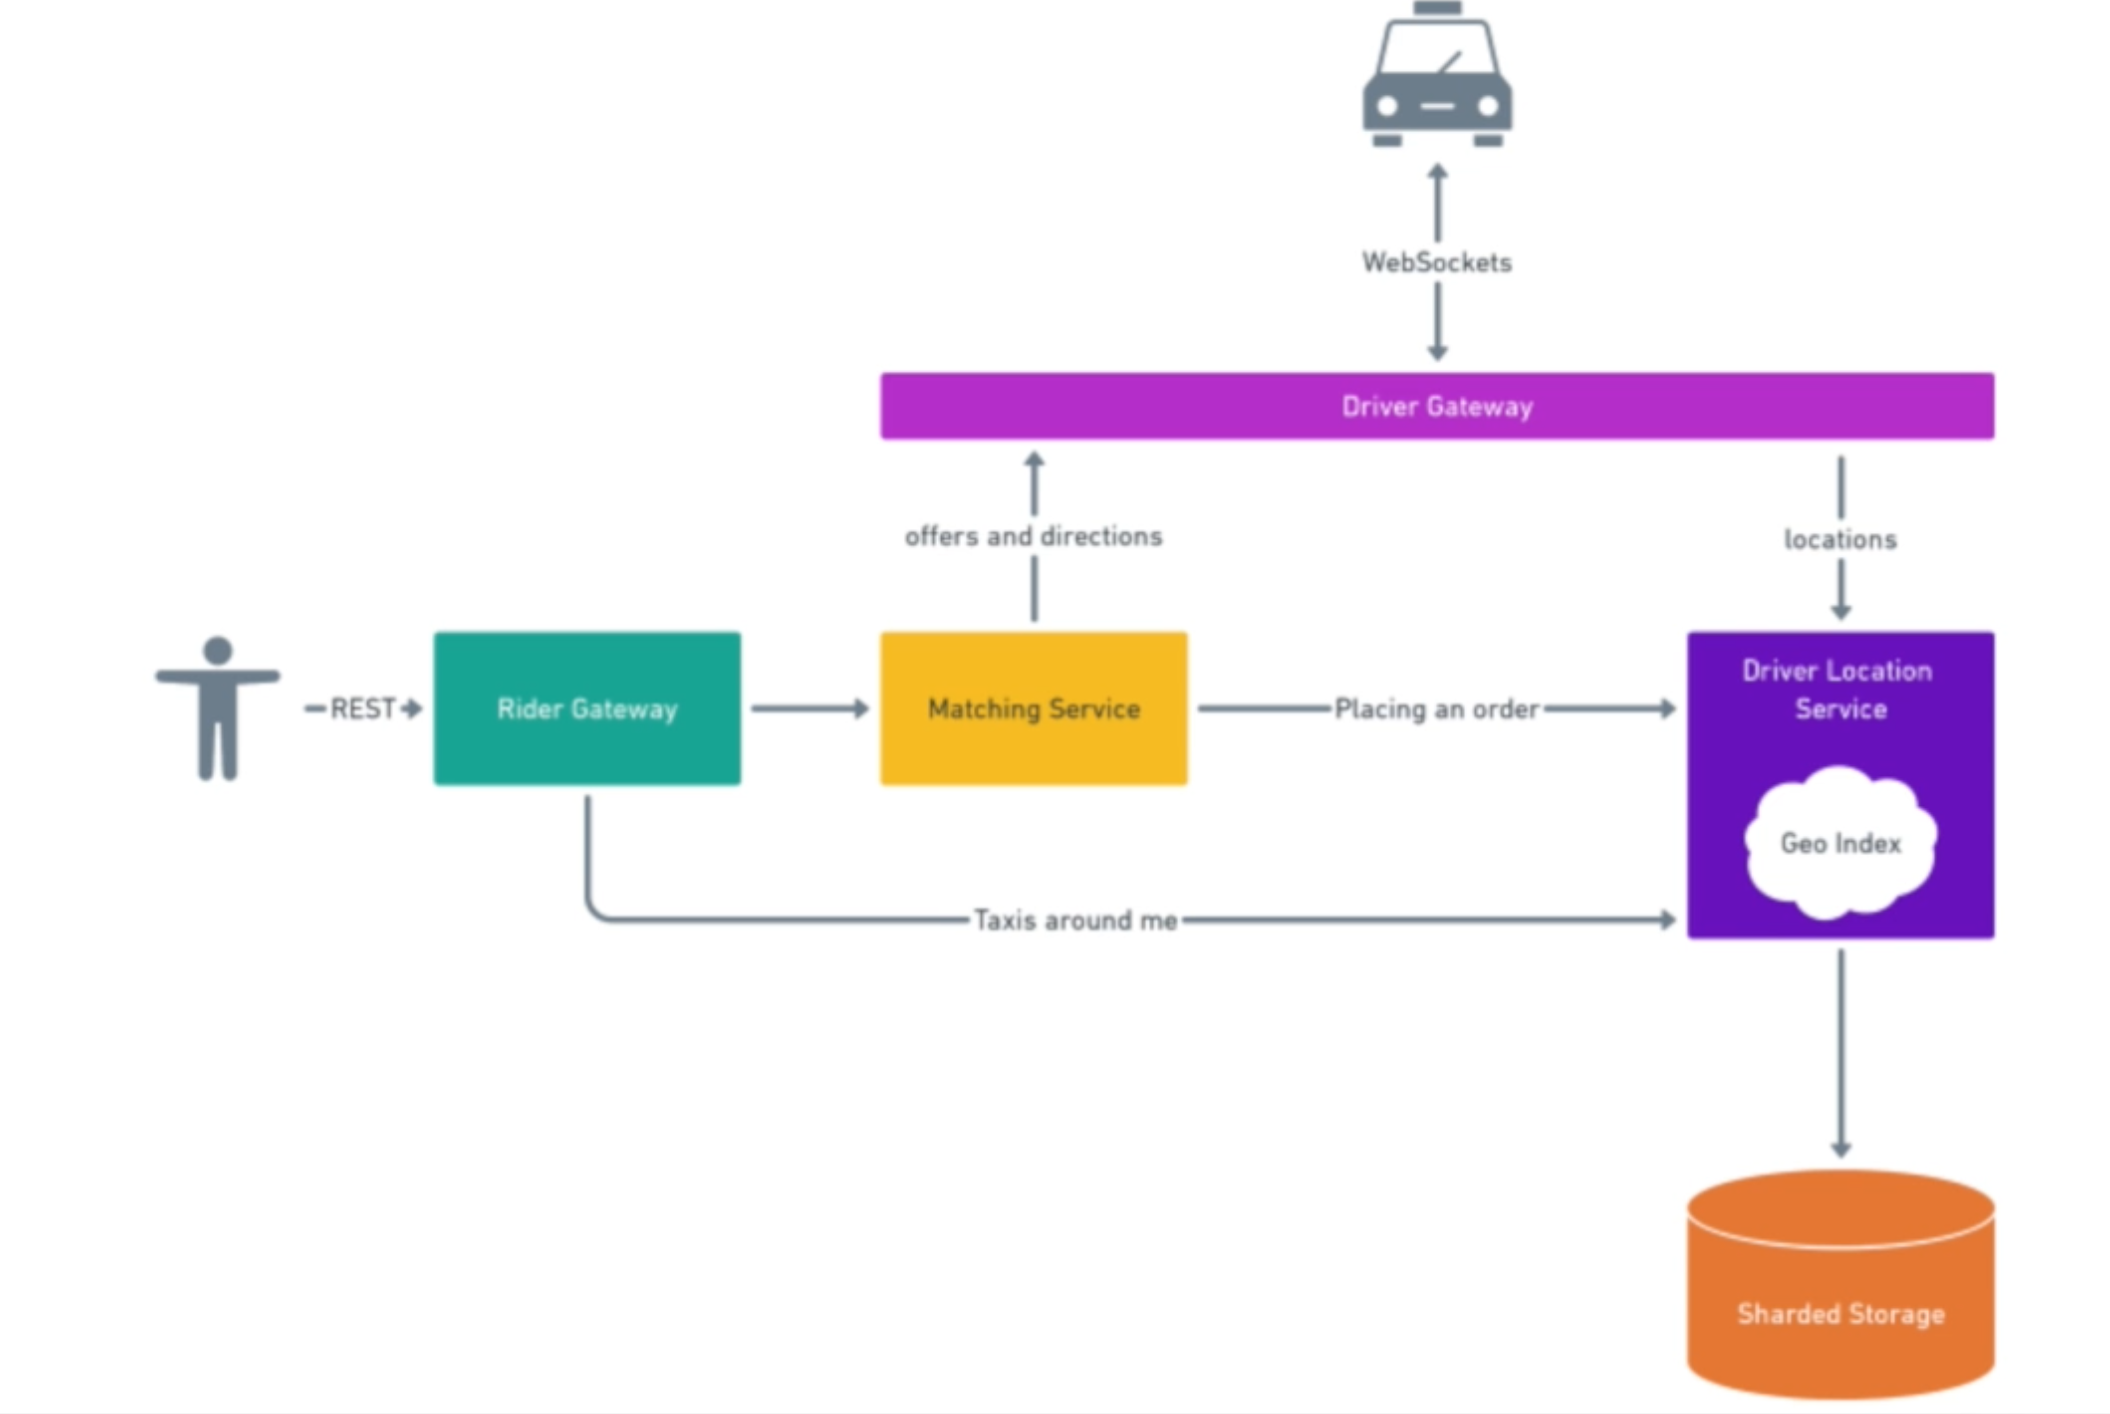 WebSockets
Driver Gateway
offers and directions
locations
REST
Rider Gateway
Matching Service
Placing an order
Driver Location
Service
Geo Index
Taxis around me
Sharded Storage